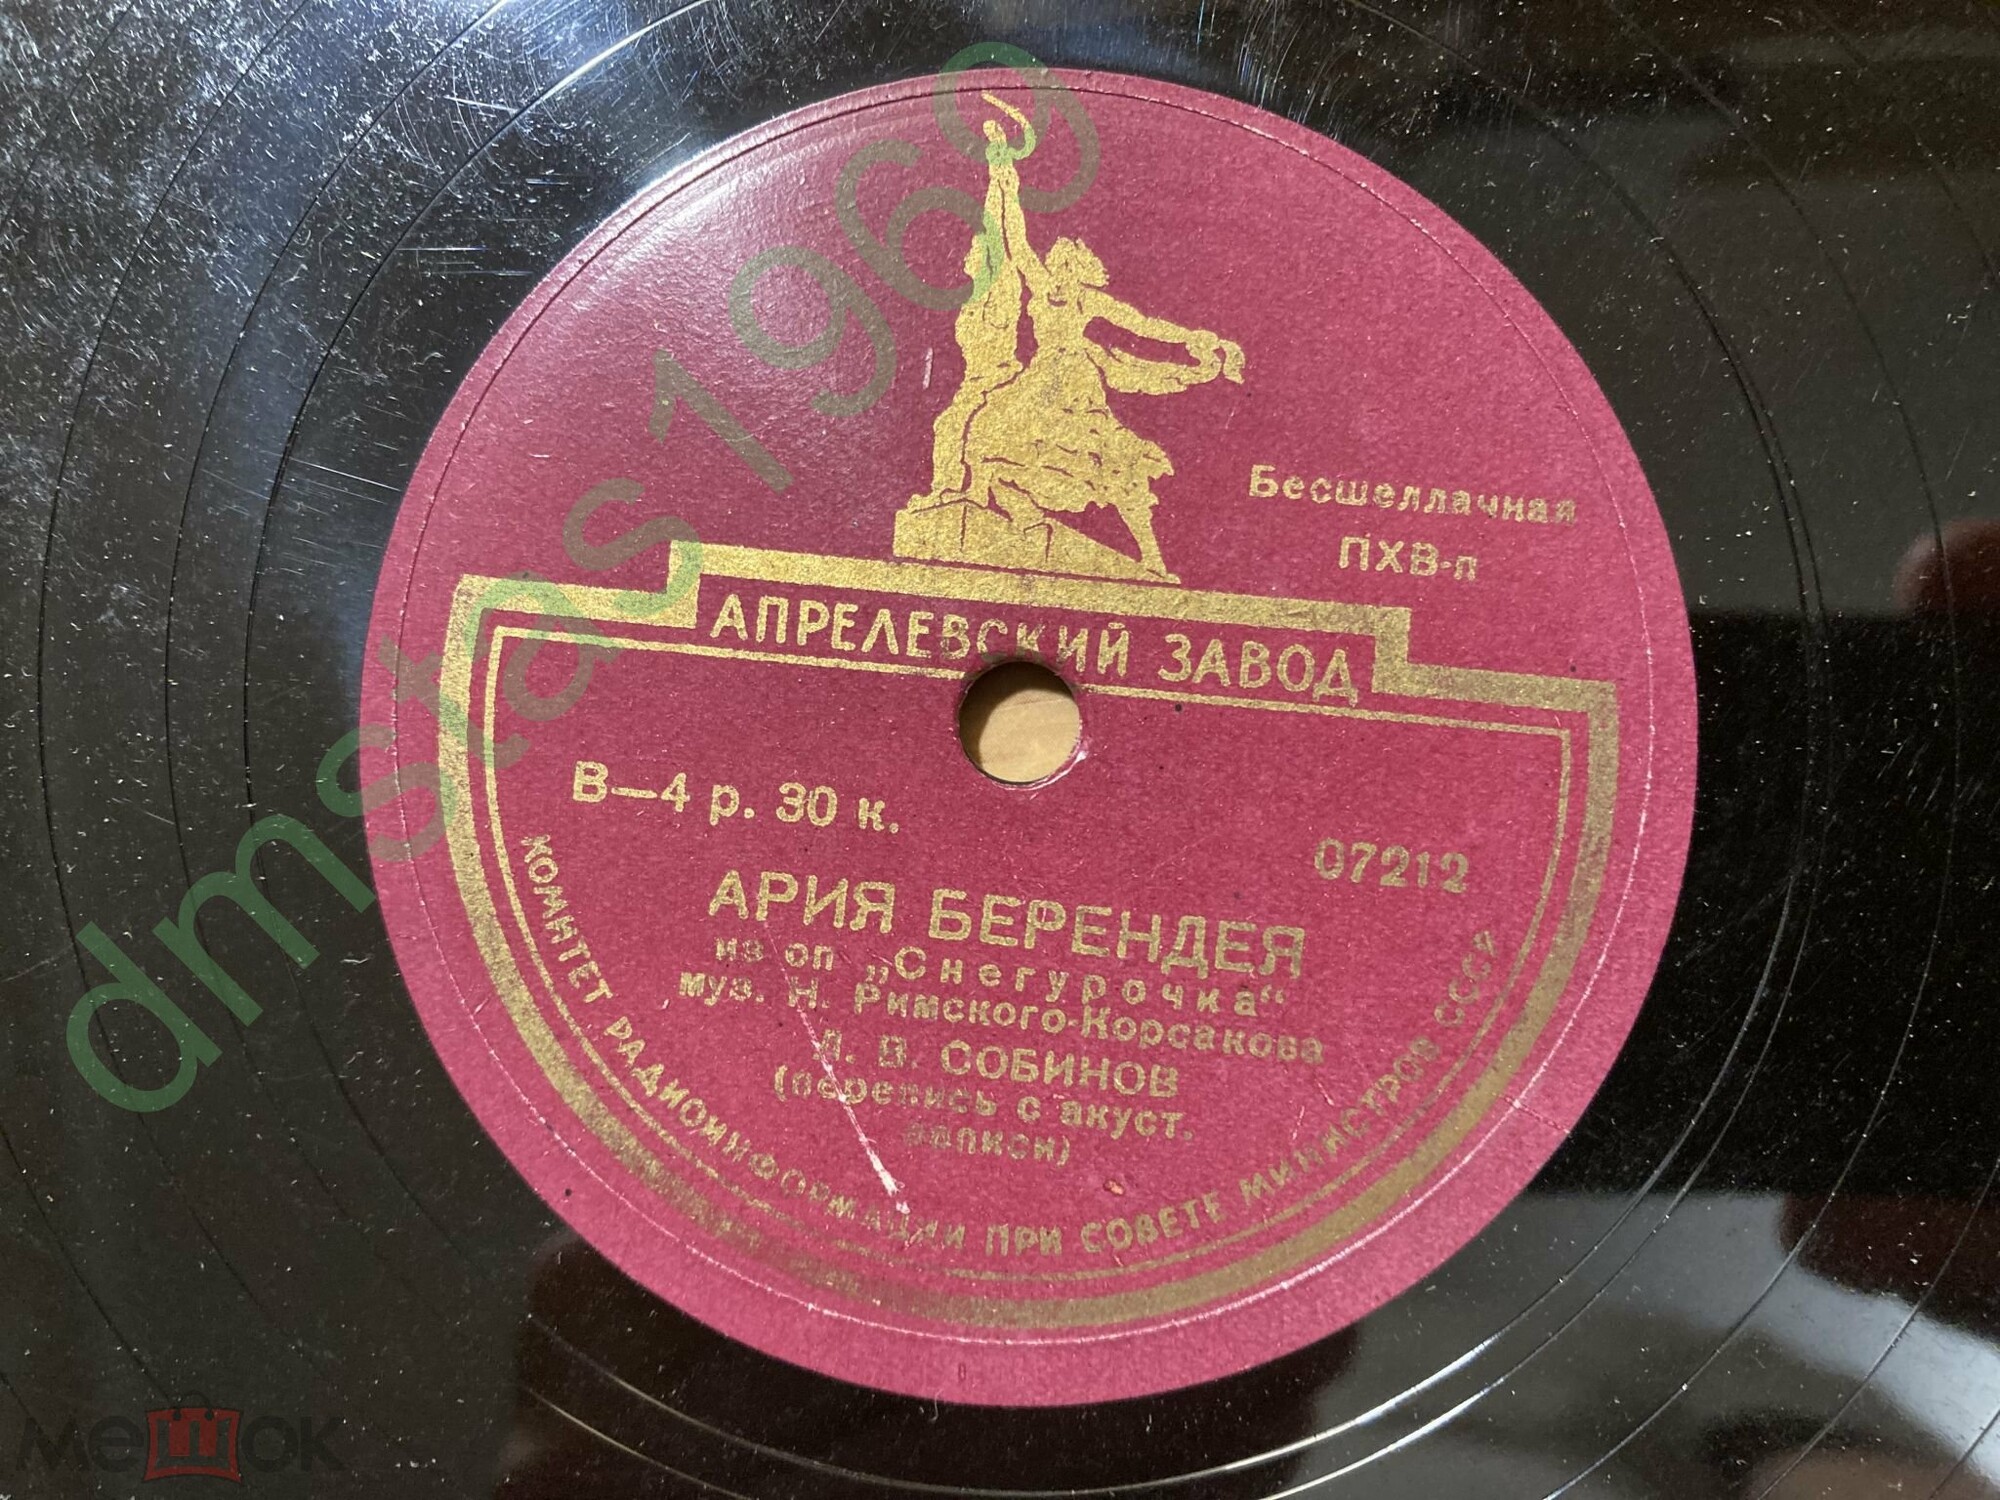 Бесшеллачная
ПХВ-п
АПРЕЛЕВСКИЙ ЗАВОД
В—4 р. 30 к.
07212
АРИЯ БЕРЕНДЕЯ
из оп „Снегурочка“
муз. Н. Римского-Корсакова
Л. В. СОБИНОВ
(перепись с акуст.
записи)
КОМИТЕТ РАДИОИНФОРМАЦИИ ПРИ СОВЕТЕ МИНИСТРОВ СССР
dmstas1969
мешок